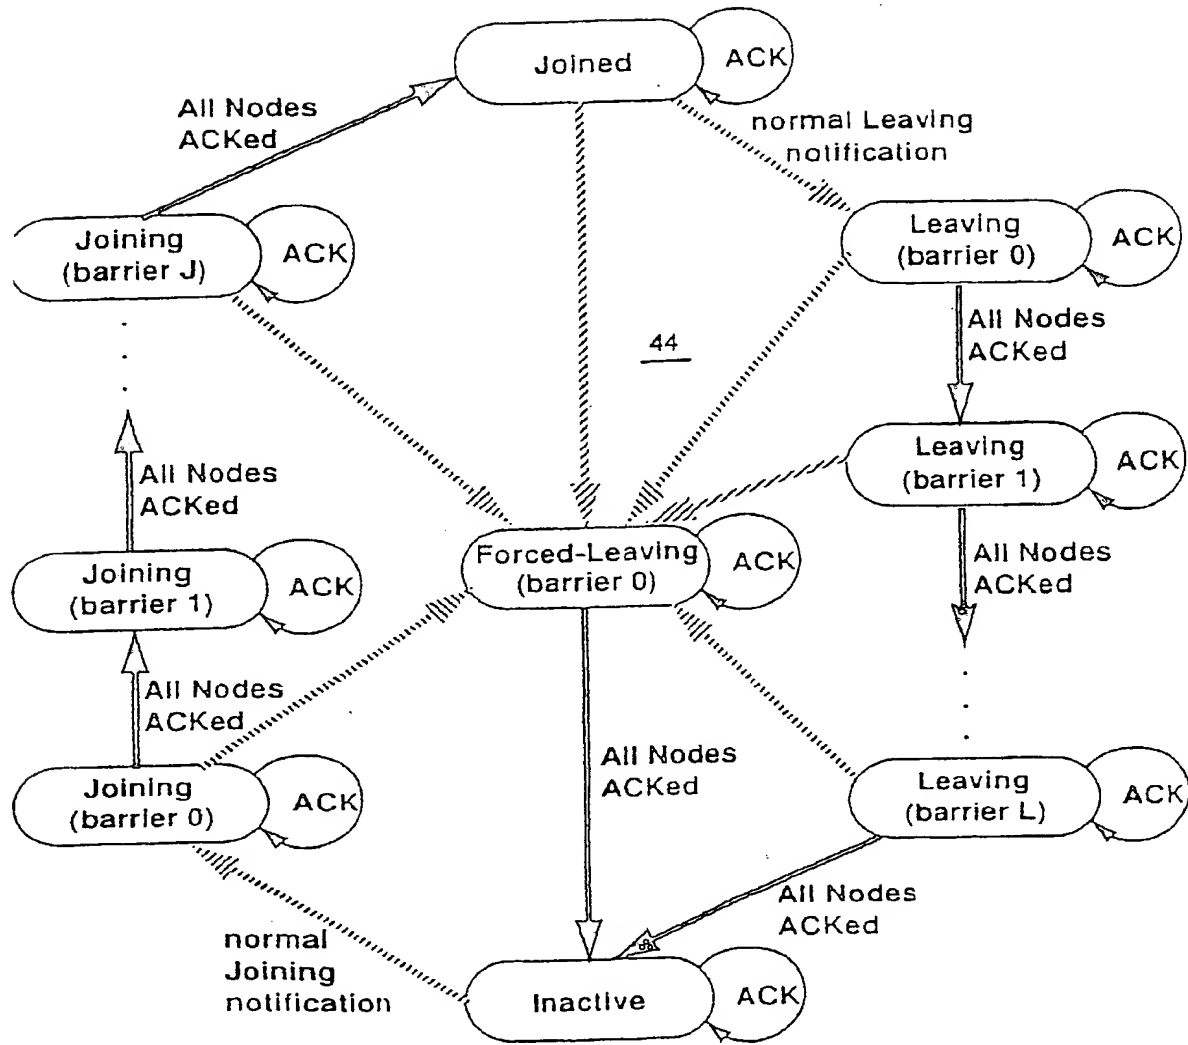 Joined
ACK
All Nodes
ACKed
normal Leaving
notification
Joining
(barrier J)
ACK
Leaving
(barrier 0)
ACK
44
All Nodes
ACKed
Leaving
(barrier 1)
ACK
All Nodes
ACKed
Forced-Leaving
(barrier 0)
ACK
All Nodes
ACKed
Joining
(barrier 1)
ACK
All Nodes
ACKed
All Nodes
ACKed
Joining
(barrier 0)
ACK
Leaving
(barrier L)
ACK
All Nodes
ACKed
normal
Joining
notification
Inactive
ACK